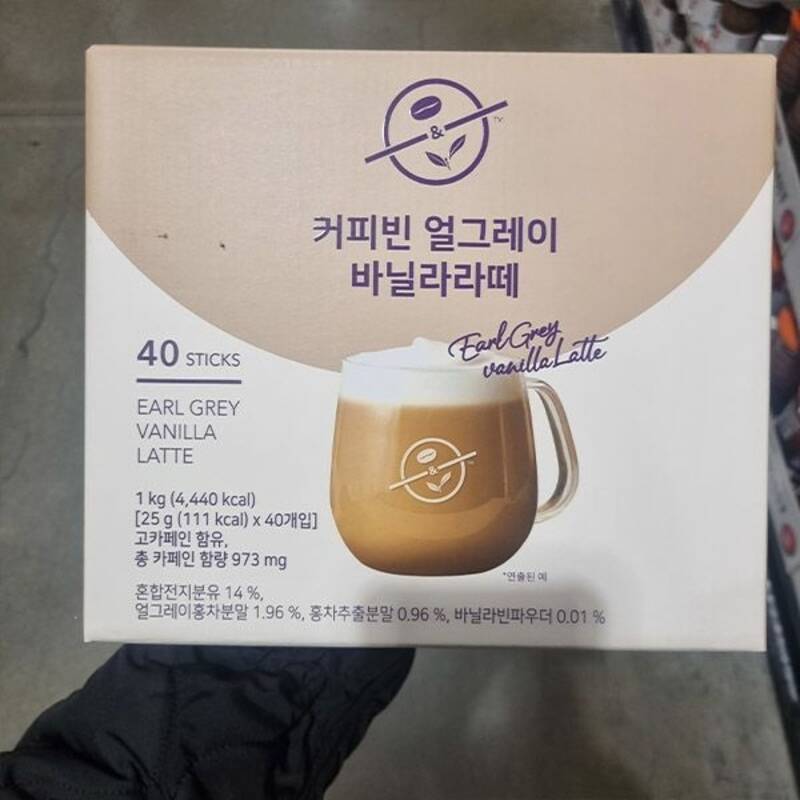 &
TM
커피빈 얼그레이
바닐라라떼
Earl Grey
vanilla Latte
40 STICKS
EARL GREY
VANILLA
LATTE
&
1 kg (4,440 kcal)
[25 g (111 kcal) x 40개입]
고카페인 함유,
총 카페인 함량 973 mg
*연출된 예
혼합전지분유 14 %,
얼그레이홍차분말 1.96 %, 홍차추출분말 0.96 %, 바닐라빈파우더 0.01 %